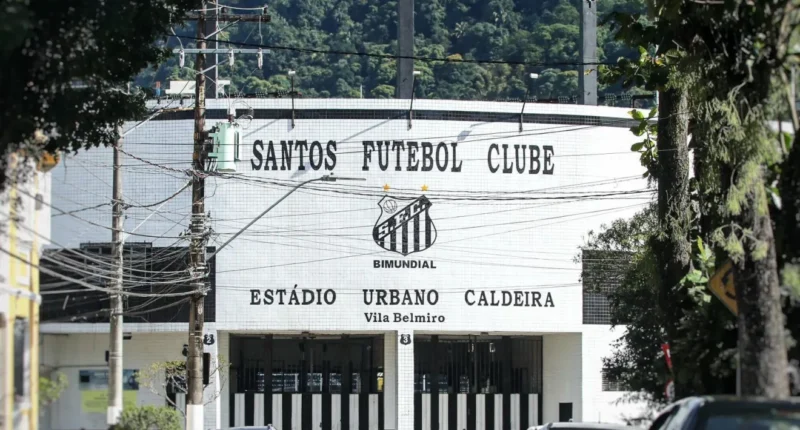 SANTOS FUTEBOL CLUBE
S.F.C.
BIMUNDIAL
ESTÁDIO URBANO CALDEIRA
Vila Belmiro